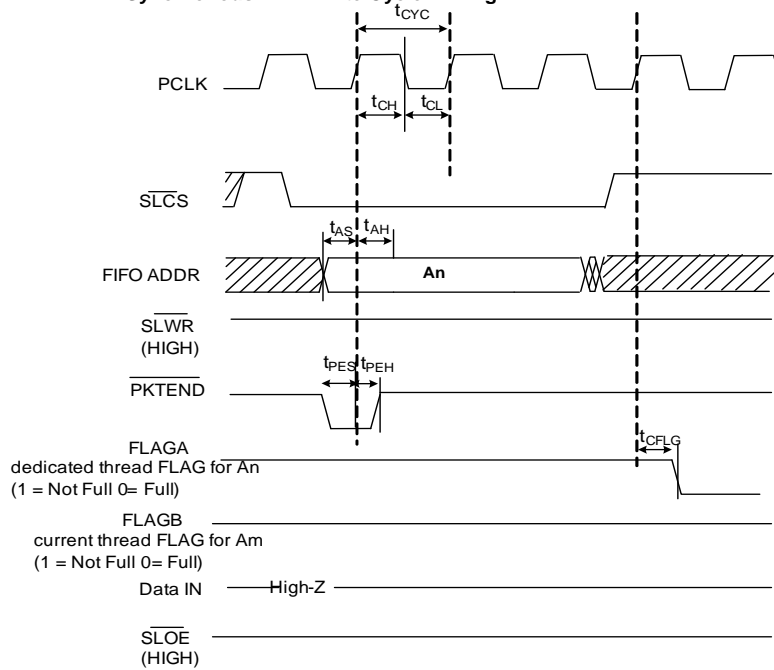 tCYC
PCLK
tCH
tCL
SLCS
tAS
tAH
FIFO ADDR
An
SLWR
(HIGH)
tPES
tPEH
PKTEND
FLAGA
dedicated thread FLAG for An
(1 = Not Full 0= Full)
tCFLG
FLAGB
current thread FLAG for Am
(1 = Not Full 0= Full)
Data IN
High-Z
SLOE
(HIGH)